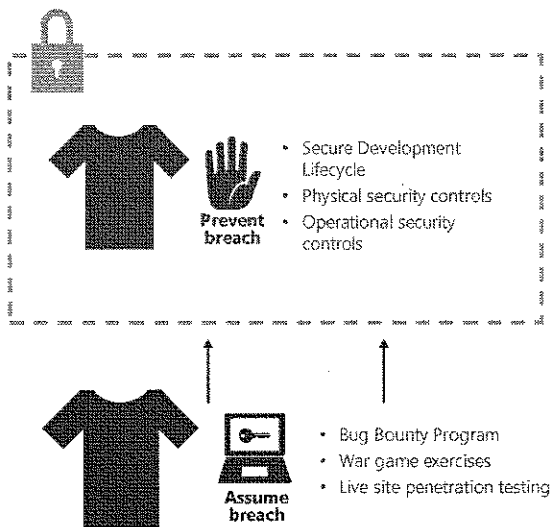 Prevent
breach
• Secure Development
Lifecycle
• Physical security controls
• Operational security
controls
Assume
breach
• Bug Bounty Program
• War game exercises
• Live site penetration testing